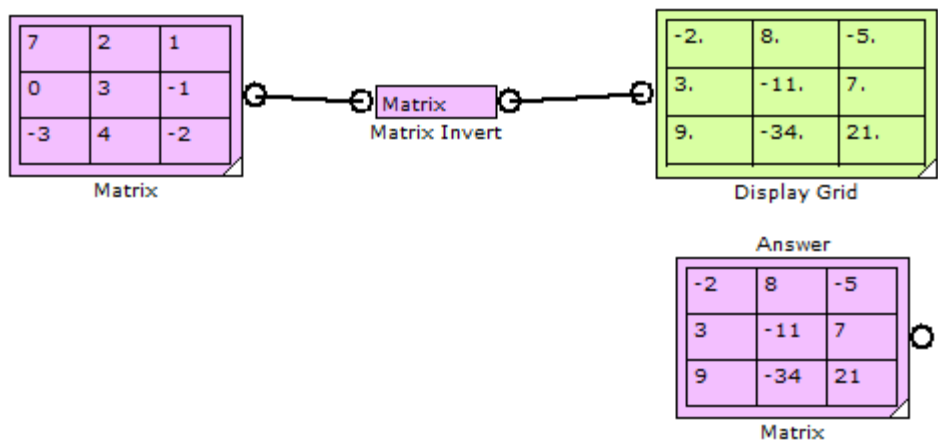 7 2 1
0 3 -1
-3 4 -2
Matrix
Matrix
Matrix Invert
-2. 8. -5.
3. -11. 7.
9. -34. 21.
Display Grid
Answer
-2 8 -5
3 -11 7
9 -34 21
Matrix